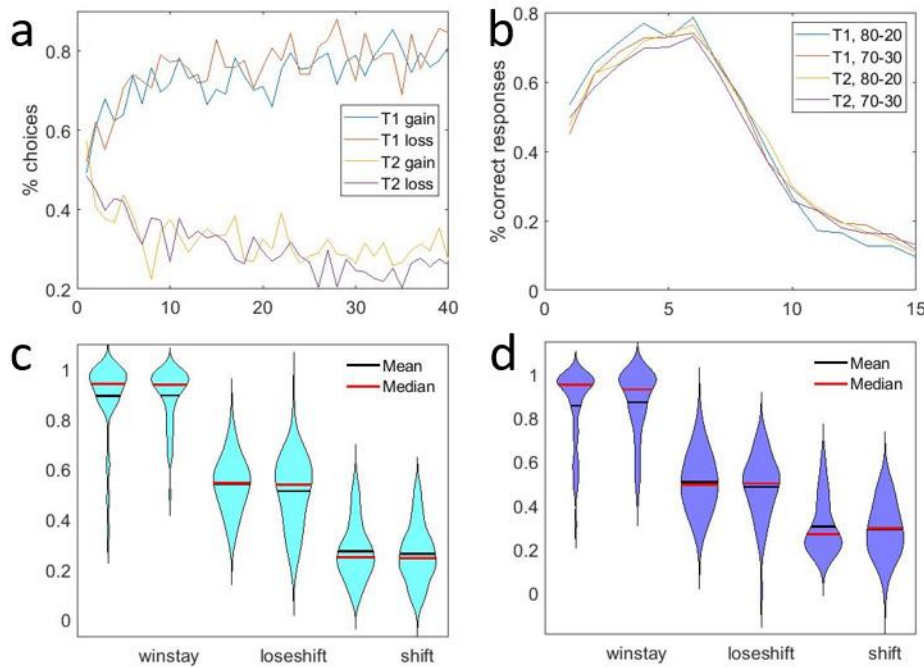 a
% choices
0.8
0.6
0.4
0.2
0
10
20
30
40
T1 gain
T1 loss
T2 gain
T2 loss
b
% correct responses
0.8
0.6
0.4
0.2
0
0
5
10
15
T1, 80-20
T1, 70-30
T2, 80-20
T2, 70-30
c
1
0.8
0.6
0.4
0.2
0
Mean
Median
winstay
loseshift
shift
d
1
0.8
0.6
0.4
0.2
0
Mean
Median
winstay
loseshift
shift